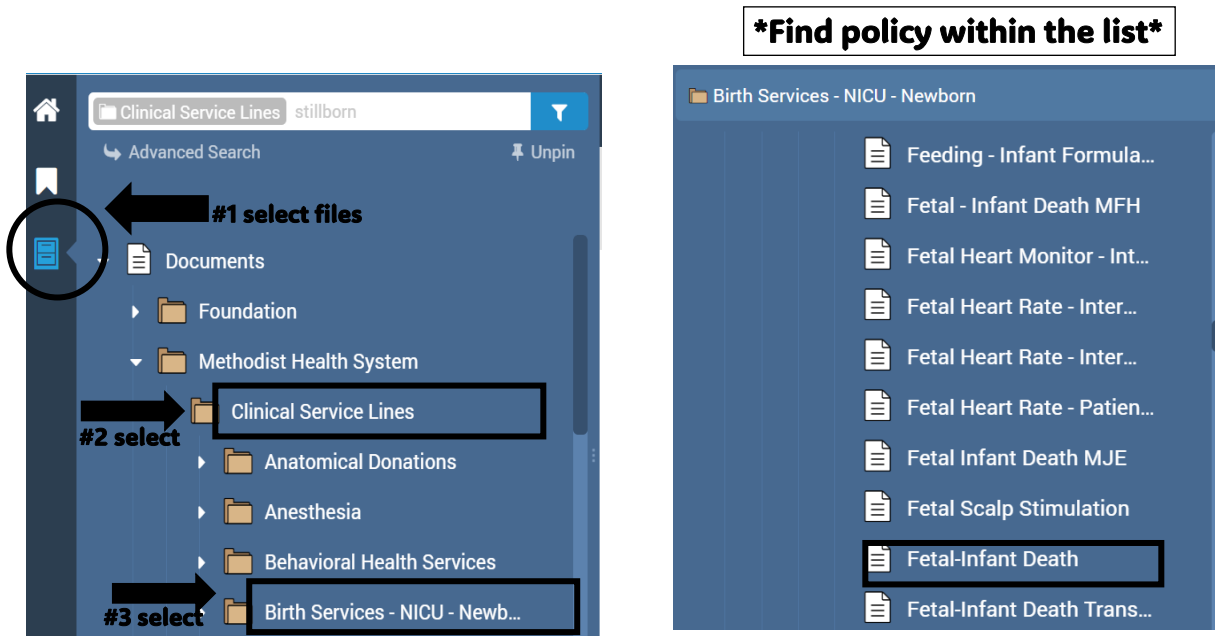 *Find policy within the list*
Clinical Service Lines stillborn
Advanced Search
Unpin
#1 select files
Documents
Foundation
Methodist Health System
Clinical Service Lines
#2 select
Anatomical Donations
Anesthesia
Behavioral Health Services
#3 select
Birth Services - NICU - Newb...
Birth Services - NICU - Newborn
Feeding - Infant Formula...
Fetal - Infant Death MFH
Fetal Heart Monitor - Int...
Fetal Heart Rate - Inter...
Fetal Heart Rate - Inter...
Fetal Heart Rate - Patien...
Fetal Infant Death MJE
Fetal Scalp Stimulation
Fetal-Infant Death
Fetal-Infant Death Trans...